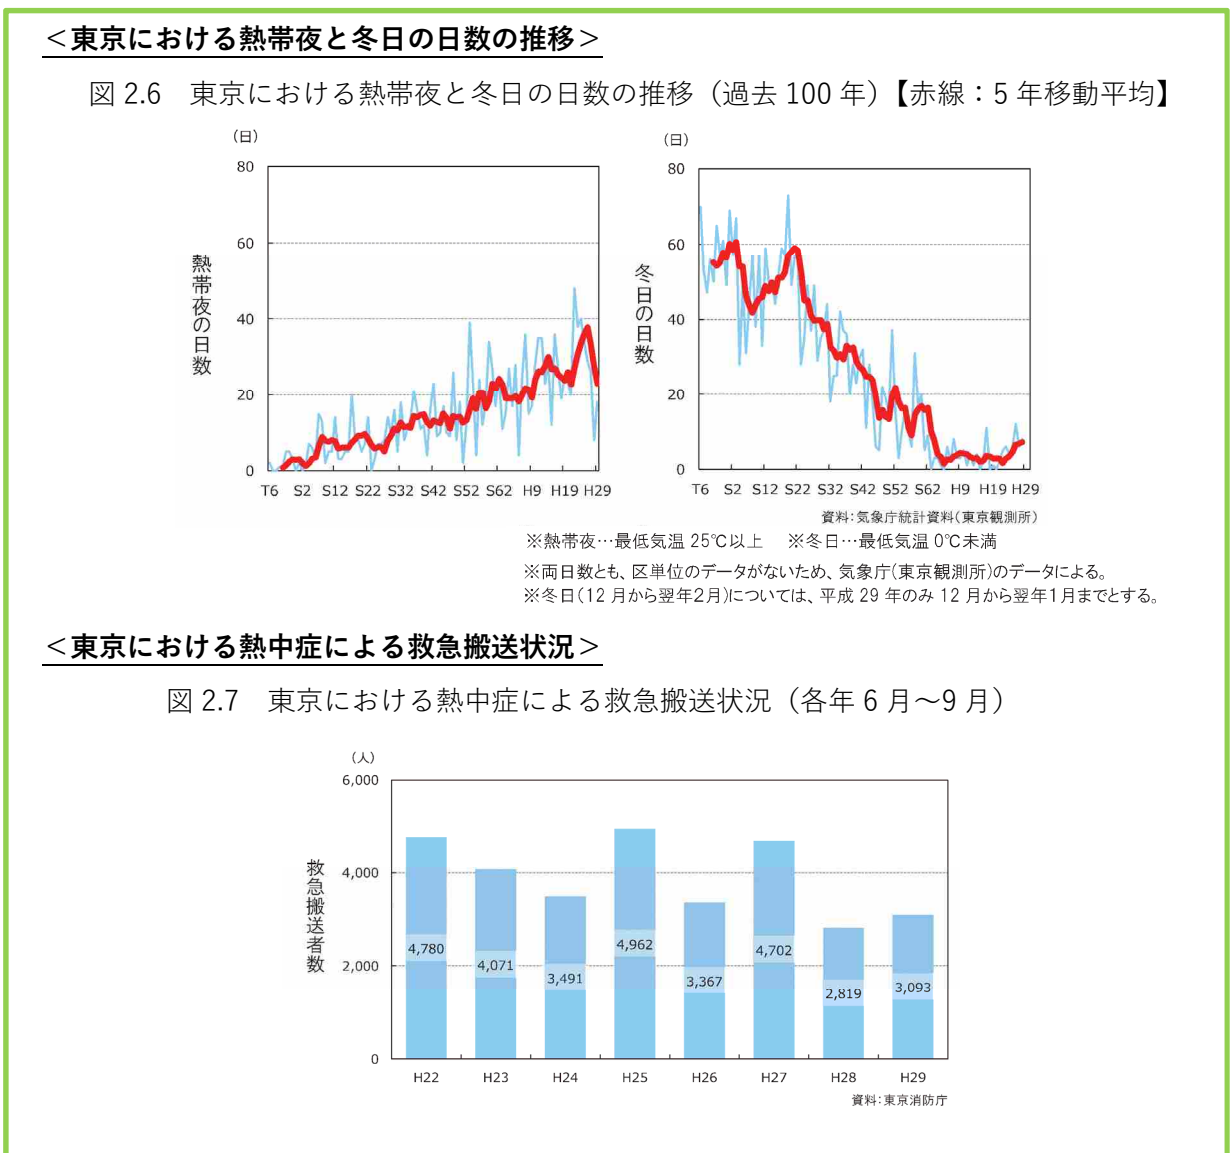 ＜東京における熱帯夜と冬日の日数の推移＞
図 2.6　東京における熱帯夜と冬日の日数の推移（過去 100 年）【赤線：5 年移動平均】
（日）
80
60
40
20
0
熱帯夜の日数
T6 S2 S12 S22 S32 S42 S52 S62 H9 H19 H29
（日）
80
60
40
20
0
冬日の日数
T6 S2 S12 S22 S32 S42 S52 S62 H9 H19 H29
資料：気象庁統計資料（東京観測所）
※熱帯夜…最低気温 25℃以上　※冬日…最低気温 0℃未満
※両日数とも、区単位のデータがないため、気象庁(東京観測所)のデータによる。
※冬日（12 月から翌年2月）については、平成 29 年のみ 12 月から翌年1月までとする。
＜東京における熱中症による救急搬送状況＞
図 2.7　東京における熱中症による救急搬送状況（各年 6 月～9 月）
（人）
6,000
4,000
2,000
0
救急搬送者数
4,780 4,071 3,491 4,962 3,367 4,702 2,819 3,093
H22 H23 H24 H25 H26 H27 H28 H29
資料：東京消防庁